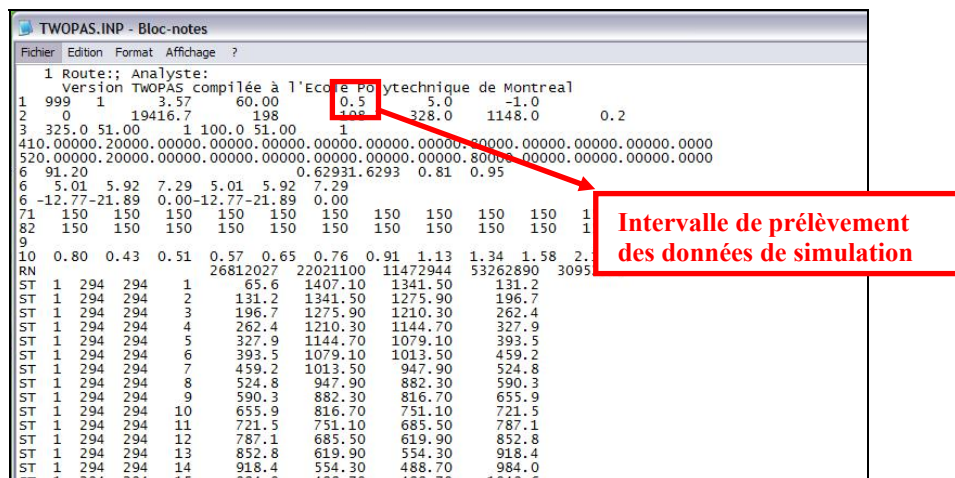 TWOPAS.INP - Bloc-notes
Fichier Edition Format Affichage ?
1 Route:; Analyste:
Version TWOPAS compilée à l'Ecole Polytechnique de Montreal
1 999 1 3.57 60.00 0.5 5.0 -1.0
2 0 19416.7 198 198 328.0 1148.0 0.2
3 325.0 51.00 1 100.0 51.00 1
410.00000.20000.00000.00000.00000.00000.00000.00000.80000.00000.00000.00000.0000
520.00000.20000.00000.00000.00000.00000.00000.00000.80000.00000.00000.00000.0000
6 91.20 0.62931.6293 0.81 0.95
6 5.01 5.92 7.29 5.01 5.92 7.29
6 -12.77-21.89 0.00-12.77-21.89 0.00
71 150 150 150 150 150 150 150 150 150 150
82 150 150 150 150 150 150 150 150 150 150
9
10 0.80 0.43 0.51 0.57 0.65 0.76 0.91 1.13 1.34 1.58
RN 26812027 22021100 11472944 53262890
ST 1 294 294 1 65.6 1407.10 1341.50 131.2
ST 1 294 294 2 131.2 1341.50 1275.90 196.7
ST 1 294 294 3 196.7 1275.90 1210.30 262.4
ST 1 294 294 4 262.4 1210.30 1144.70 327.9
ST 1 294 294 5 327.9 1144.70 1079.10 393.5
ST 1 294 294 6 393.5 1079.10 1013.50 459.2
ST 1 294 294 7 459.2 1013.50 947.90 524.8
ST 1 294 294 8 524.8 947.90 882.30 590.3
ST 1 294 294 9 590.3 882.30 816.70 655.9
ST 1 294 294 10 655.9 816.70 751.10 721.5
ST 1 294 294 11 721.5 751.10 685.50 787.1
ST 1 294 294 12 787.1 685.50 619.90 852.8
ST 1 294 294 13 852.8 619.90 554.30 918.4
ST 1 294 294 14 918.4 554.30 488.70 984.0
Intervalle de prélèvement
des données de simulation